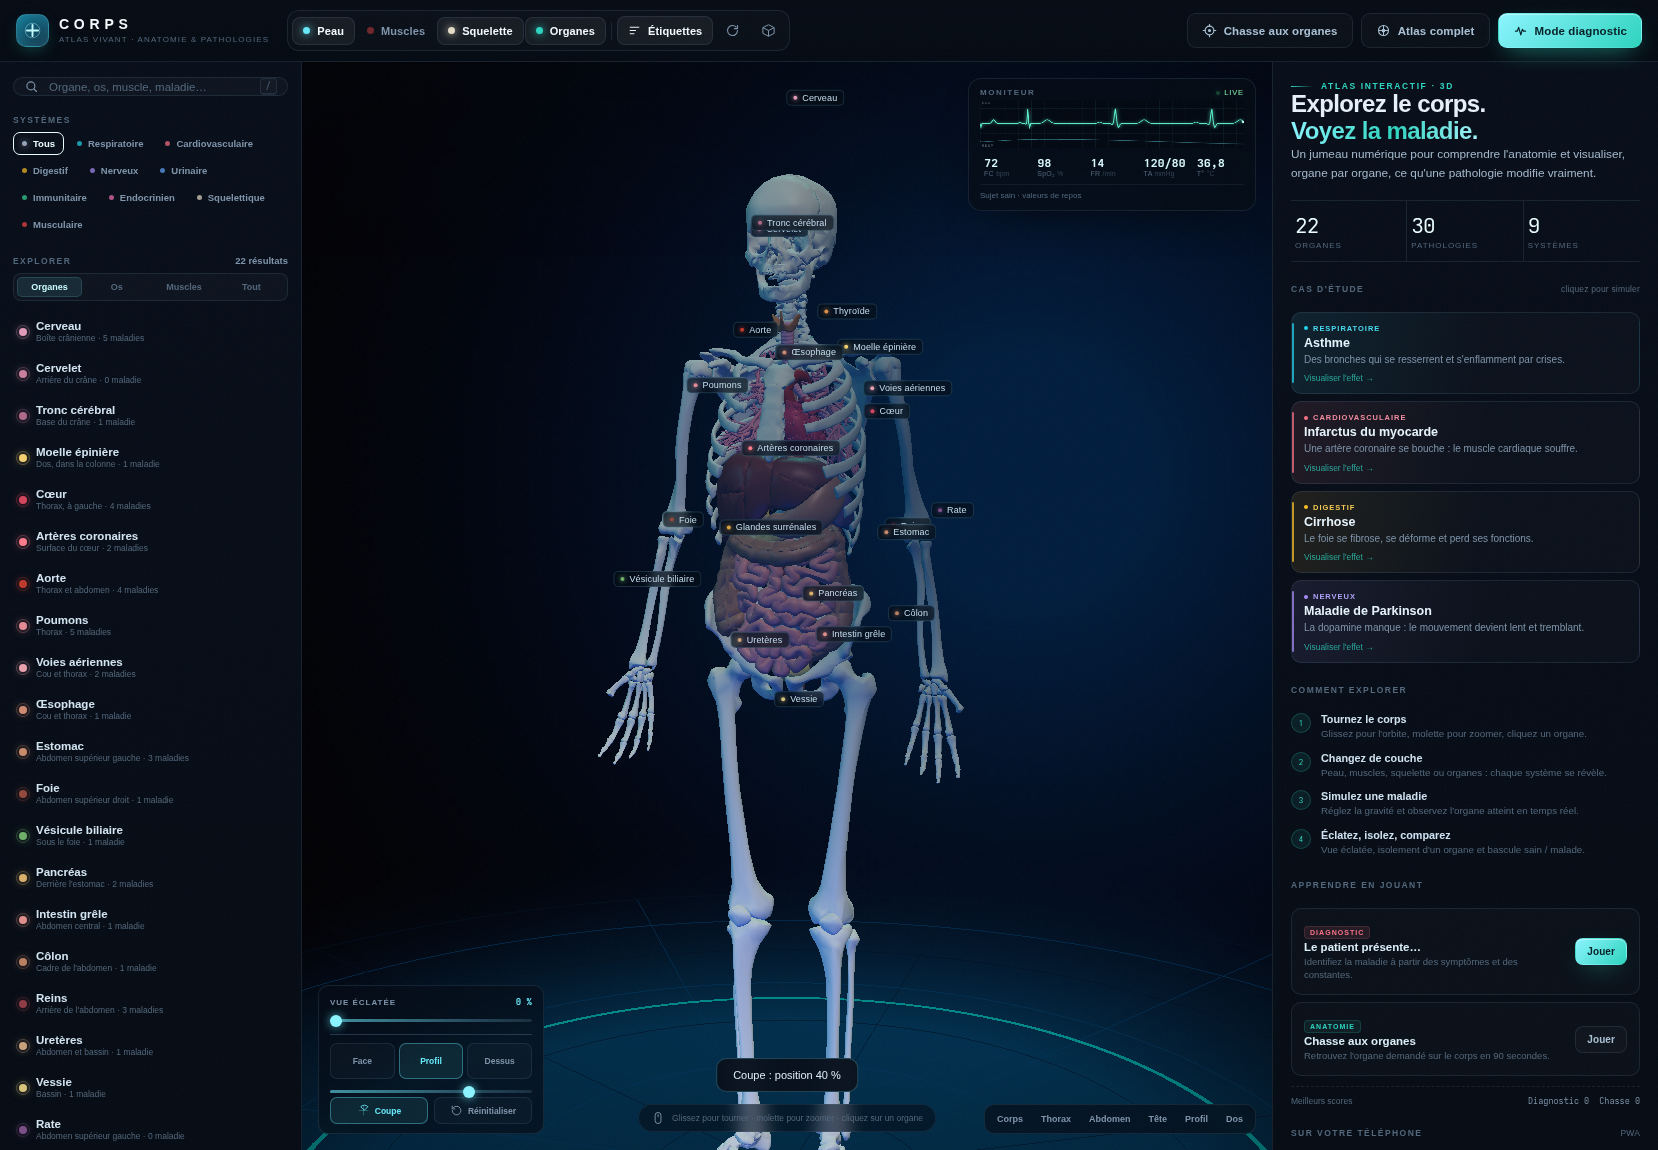 CORPS
ATLAS VIVANT · ANATOMIE & PATHOLOGIES
Peau
Muscles
Squelette
Organes
Étiquettes
Chasse aux organes
Atlas complet
Mode diagnostic
Organe, os, muscle, maladie…
/
SYSTÈMES
Tous
Respiratoire
Cardiovasculaire
Digestif
Nerveux
Urinaire
Immunitaire
Endocrinien
Squelettique
Musculaire
EXPLORER
22 résultats
Organes
Os
Muscles
Tout
Cerveau
Boîte crânienne · 5 maladies
Cervelet
Arrière du crâne · 0 maladie
Tronc cérébral
Base du crâne · 1 maladie
Moelle épinière
Dos, dans la colonne · 1 maladie
Cœur
Thorax, à gauche · 4 maladies
Artères coronaires
Surface du cœur · 2 maladies
Aorte
Thorax et abdomen · 4 maladies
Poumons
Thorax · 5 maladies
Voies aériennes
Cou et thorax · 2 maladies
Œsophage
Cou et thorax · 1 maladie
Estomac
Abdomen supérieur gauche · 3 maladies
Foie
Abdomen supérieur droit · 1 maladie
Vésicule biliaire
Sous le foie · 1 maladie
Pancréas
Derrière l'estomac · 2 maladies
Intestin grêle
Abdomen central · 1 maladie
Côlon
Cadre de l'abdomen · 1 maladie
Reins
Arrière de l'abdomen · 3 maladies
Uretères
Abdomen et bassin · 1 maladie
Vessie
Bassin · 1 maladie
Rate
Abdomen supérieur gauche · 0 maladie
Cerveau
Tronc cérébral
Thyroïde
Aorte
Œsophage
Moelle épinière
Poumons
Voies aériennes
Cœur
Artères coronaires
Rate
Foie
Glandes surrénales
Estomac
Vésicule biliaire
Pancréas
Côlon
Uretères
Intestin grêle
Vessie
MONITEUR
LIVE
72
98
14
120/80
36,8
FC bpm
SpO₂ %
FR /min
TA mmHg
T° °C
Sujet sain · valeurs de repos
VUE ÉCLATÉE
0 %
Face
Profil
Dessus
Coupe
Réinitialiser
Coupe : position 40 %
Glissez pour tourner · molette pour zoomer · cliquez sur un organe
Corps
Thorax
Abdomen
Tête
Profil
Dos
ATLAS INTERACTIF · 3D
Explorez le corps.
Voyez la maladie.
Un jumeau numérique pour comprendre l'anatomie et visualiser,
organe par organe, ce qu'une pathologie modifie vraiment.
22
30
9
ORGANES
PATHOLOGIES
SYSTÈMES
CAS D'ÉTUDE
cliquez pour simuler
RESPIRATOIRE
Asthme
Des bronches qui se resserrent et s'enflamment par crises.
Visualiser l'effet →
CARDIOVASCULAIRE
Infarctus du myocarde
Une artère coronaire se bouche : le muscle cardiaque souffre.
Visualiser l'effet →
DIGESTIF
Cirrhose
Le foie se fibrose, se déforme et perd ses fonctions.
Visualiser l'effet →
NERVEUX
Maladie de Parkinson
La dopamine manque : le mouvement devient lent et tremblant.
Visualiser l'effet →
COMMENT EXPLORER
1
Tournez le corps
Glissez pour l'orbite, molette pour zoomer, cliquez un organe.
2
Changez de couche
Peau, muscles, squelette ou organes : chaque système se révèle.
3
Simulez une maladie
Réglez la gravité et observez l'organe atteint en temps réel.
4
Éclatez, isolez, comparez
Vue éclatée, isolement d'un organe et bascule sain / malade.
APPRENDRE EN JOUANT
DIAGNOSTIC
Le patient présente…
Identifiez la maladie à partir des symptômes et des
constantes.
Jouer
ANATOMIE
Chasse aux organes
Retrouvez l'organe demandé sur le corps en 90 secondes.
Jouer
Meilleurs scores
Diagnostic 0 Chasse 0
SUR VOTRE TÉLÉPHONE
PWA